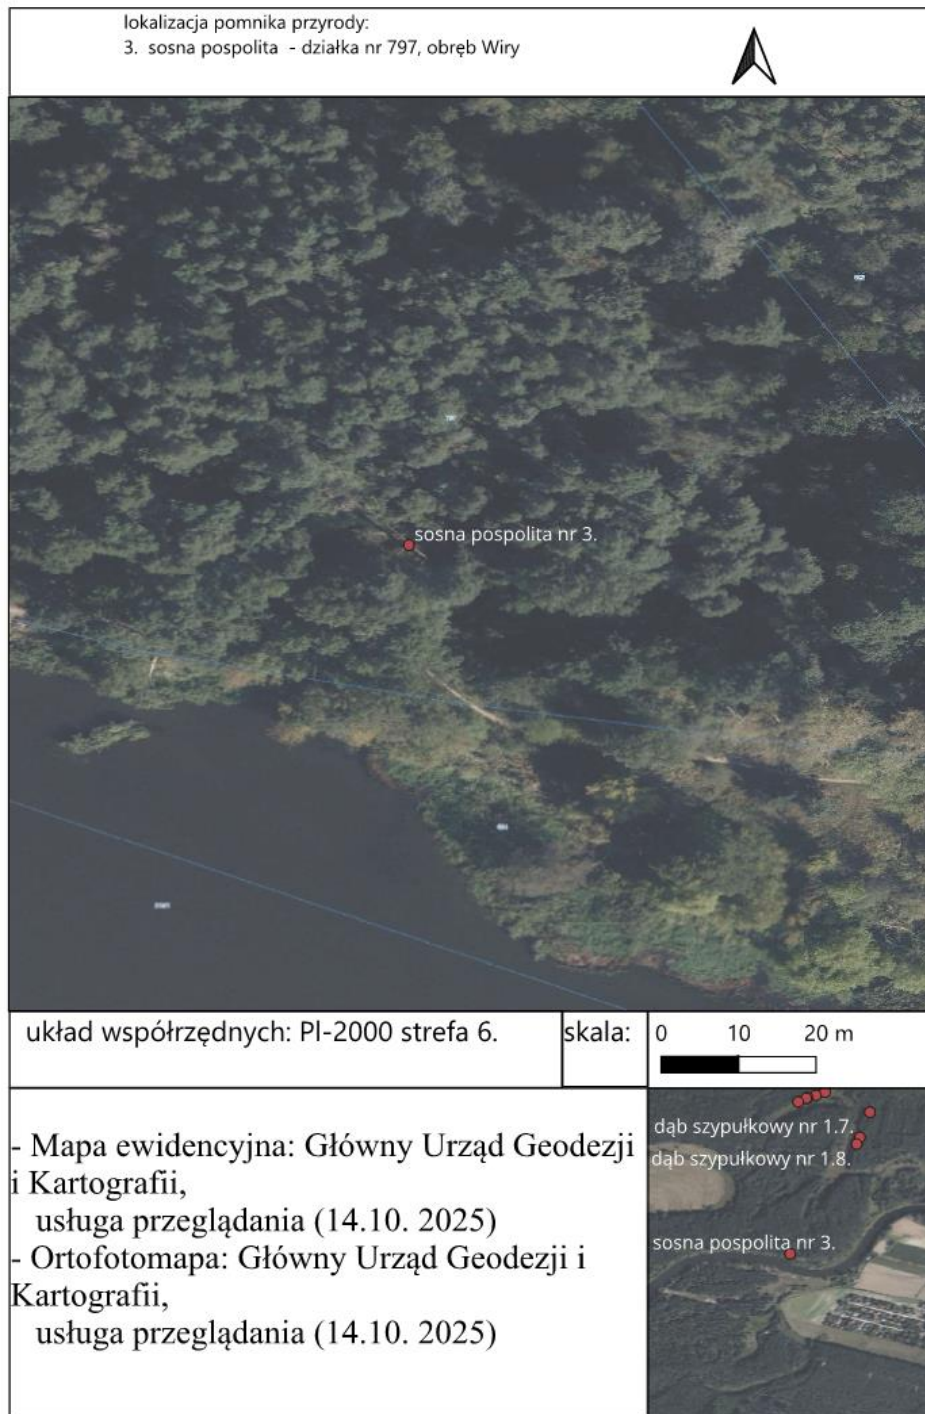 lokalizacja pomnika przyrody:
3. sosna pospolita - działka nr 797, obręb Wiry
sosna pospolita nr 3.
układ współrzędnych: Pl-2000 strefa 6.
skala:
0 10 20 m
- Mapa ewidencyjna: Główny Urząd Geodezji
i Kartografii,
usługa przeglądania (14.10. 2025)
- Ortofotomapa: Główny Urząd Geodezji i
Kartografii,
usługa przeglądania (14.10. 2025)
dąb szypułkowy nr 1.7.
dąb szypułkowy nr 1.8.
sosna pospolita nr 3.